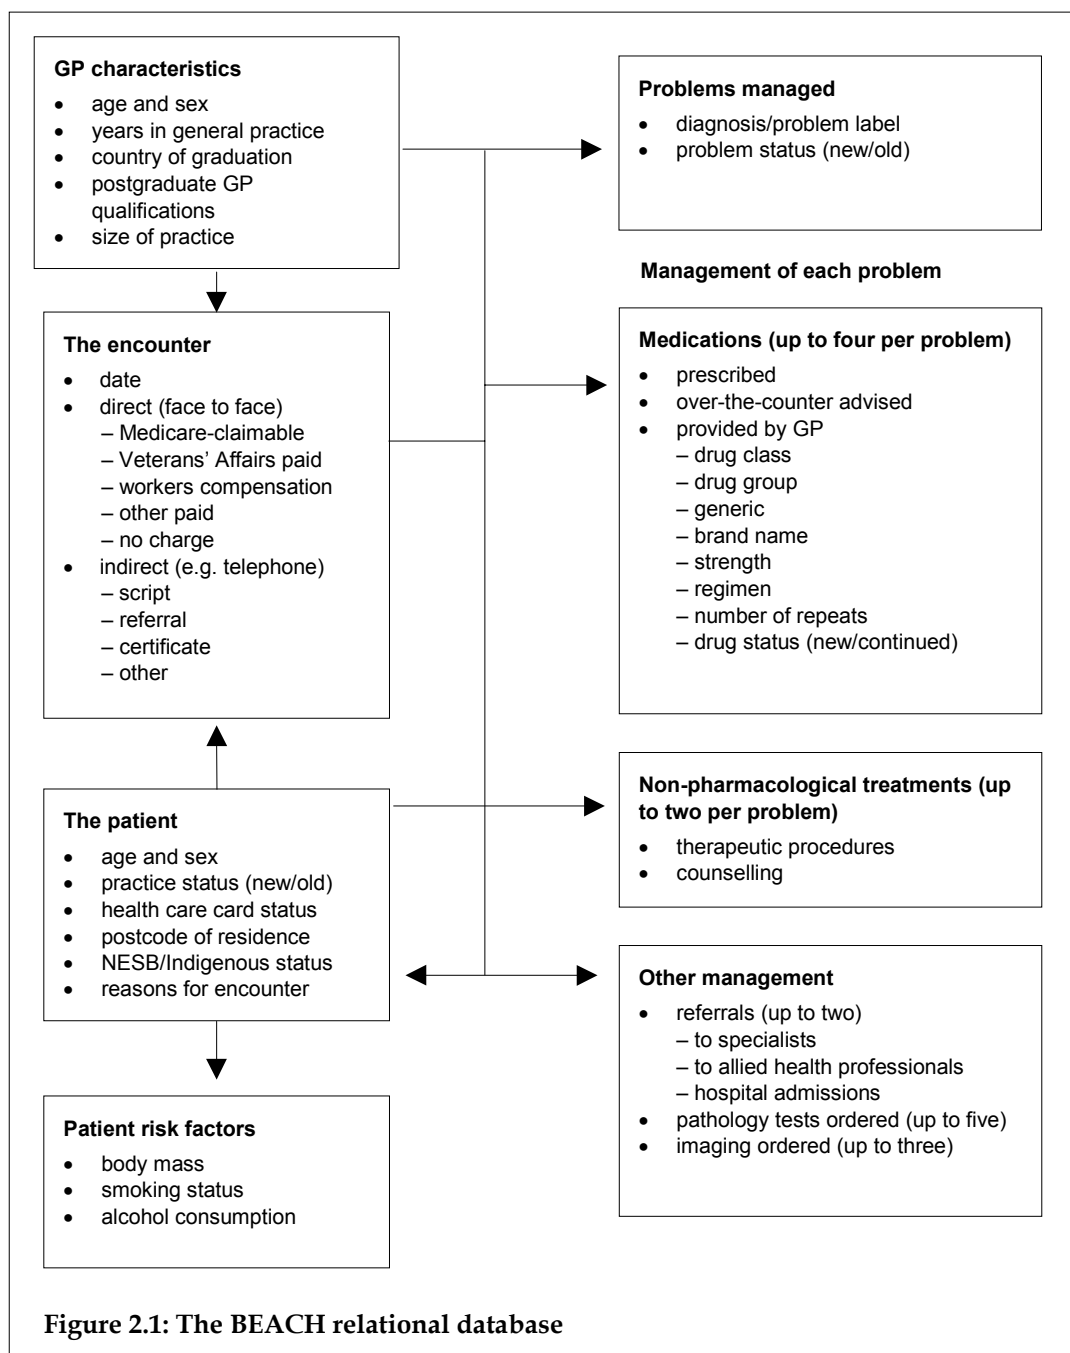 GP characteristics
• age and sex
• years in general practice
• country of graduation
• postgraduate GP
qualifications
• size of practice
The encounter
• date
• direct (face to face)
– Medicare-claimable
– Veterans’ Affairs paid
– workers compensation
– other paid
– no charge
• indirect (e.g. telephone)
– script
– referral
– certificate
– other
The patient
• age and sex
• practice status (new/old)
• health care card status
• postcode of residence
• NESB/Indigenous status
• reasons for encounter
Patient risk factors
• body mass
• smoking status
• alcohol consumption
Problems managed
• diagnosis/problem label
• problem status (new/old)
Management of each problem
Medications (up to four per problem)
• prescribed
• over-the-counter advised
• provided by GP
– drug class
– drug group
– generic
– brand name
– strength
– regimen
– number of repeats
– drug status (new/continued)
Non-pharmacological treatments (up
to two per problem)
• therapeutic procedures
• counselling
Other management
• referrals (up to two)
– to specialists
– to allied health professionals
– hospital admissions
• pathology tests ordered (up to five)
• imaging ordered (up to three)
Figure 2.1: The BEACH relational database